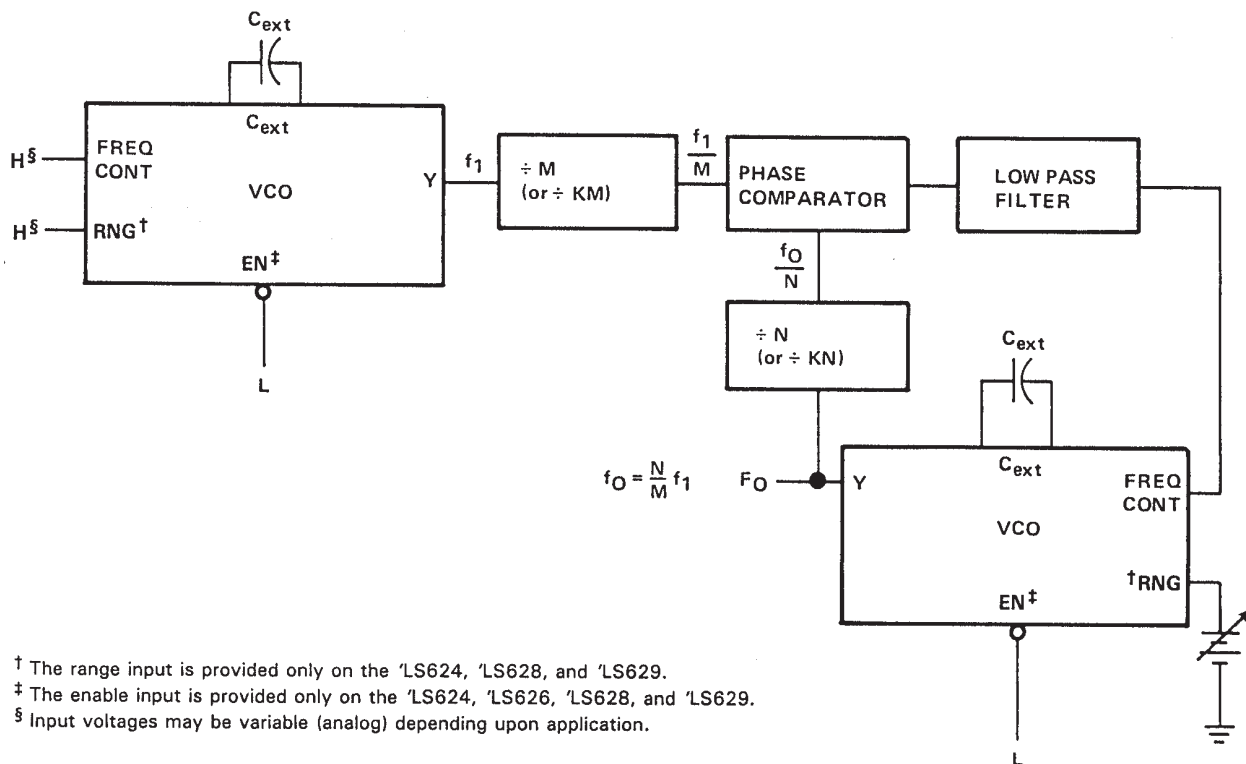 Cext
Cext
H§
FREQ
CONT
VCO
Y
H§
RNG†
EN‡
L
f1
÷ M
(or ÷ KM)
f1
M
PHASE
COMPARATOR
LOW PASS
FILTER
fO
N
÷ N
(or ÷ KN)
Cext
Cext
fO = N/M f1
FO
Y
FREQ
CONT
VCO
†RNG
EN‡
L
† The range input is provided only on the 'LS624, 'LS628, and 'LS629.
‡ The enable input is provided only on the 'LS624, 'LS626, 'LS628, and 'LS629.
§ Input voltages may be variable (analog) depending upon application.